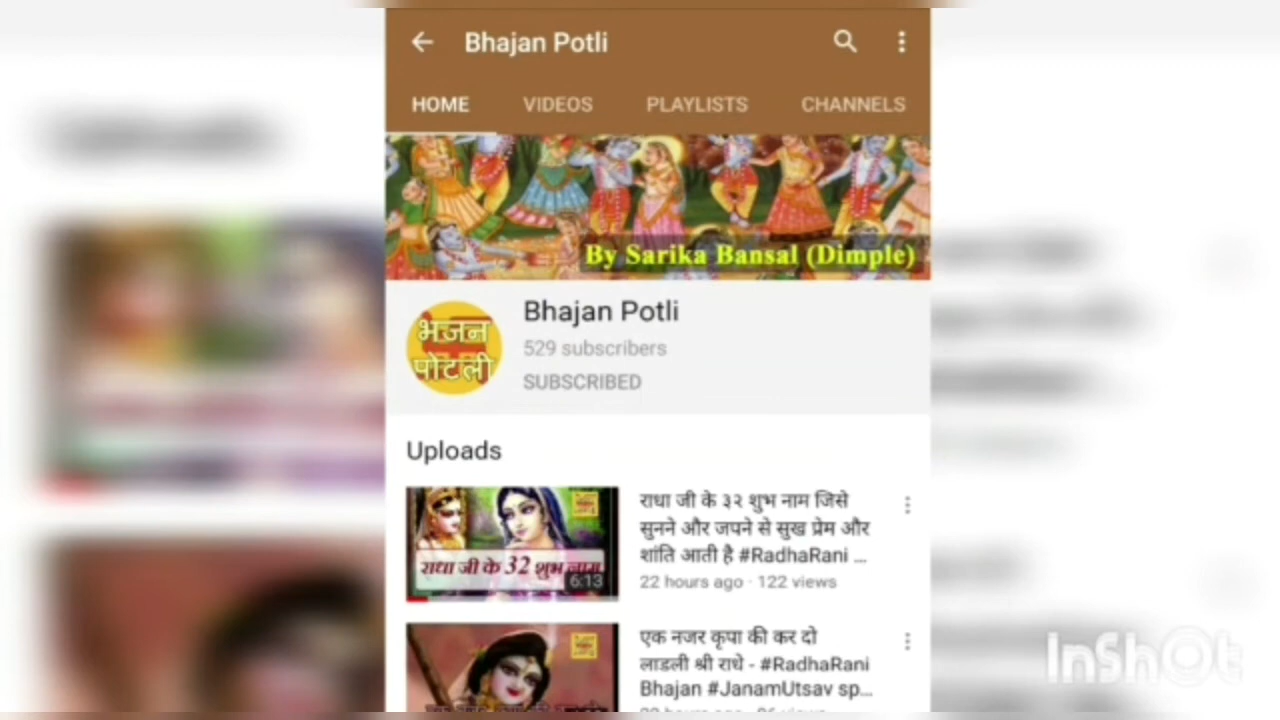 Bhajan Potli
HOME VIDEOS PLAYLISTS CHANNELS
By Sarika Bansal (Dimple)
भजन
पोटली
Bhajan Potli
529 subscribers
SUBSCRIBED
Uploads
राधा जी के 32 शुभ नाम
6:13
राधा जी के ३२ शुभ नाम जिसे
सुनने और जपने से सुख प्रेम और
शांति आती है #RadhaRani ...
22 hours ago · 122 views
एक नजर कृपा की कर दो
लाडली श्री राधे - #RadhaRani
Bhajan #JanamUtsav sp...
InShOt